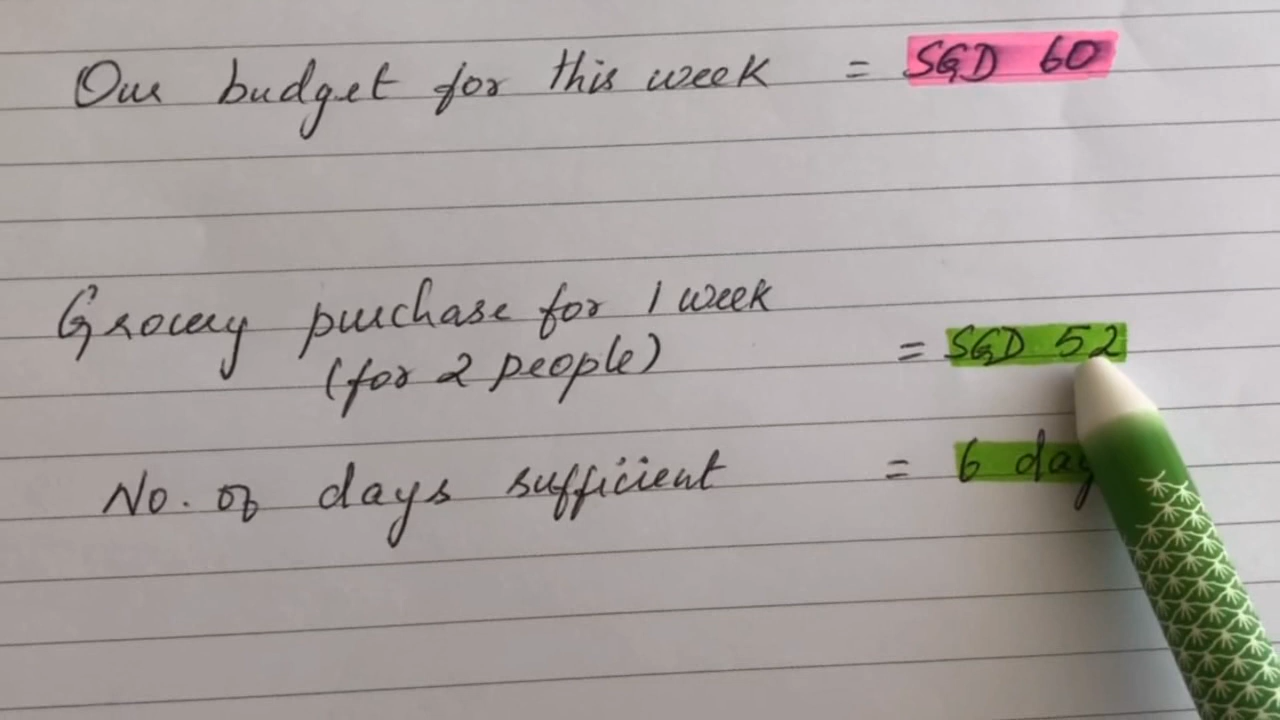 Our budget for this week = SGD 60
Grocery purchase for 1 week
(for 2 people) = SGD 52
No. of days sufficient = 6 day